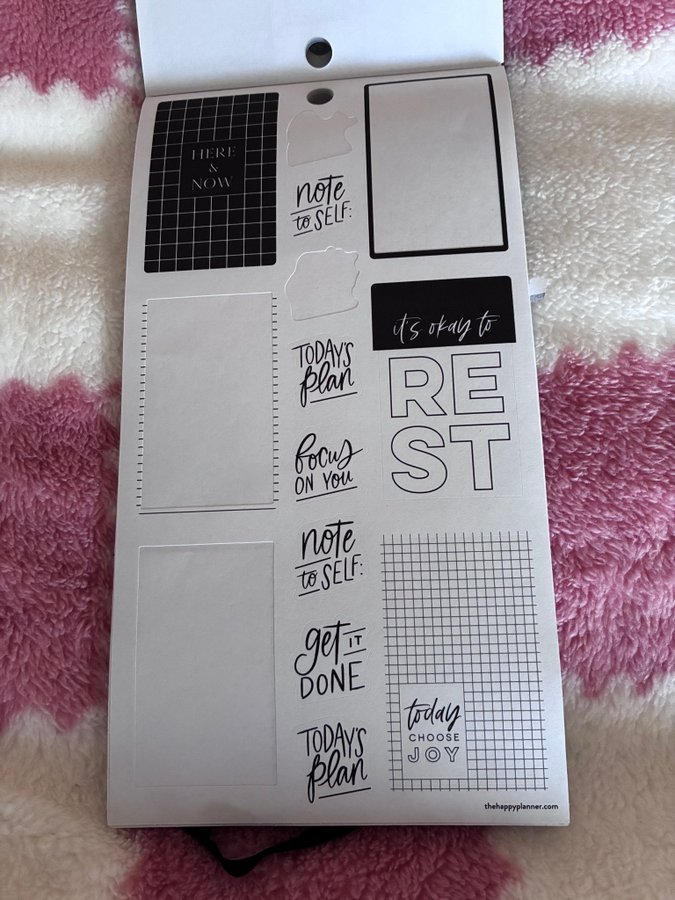 HERE
&
NOW
note
to SELF:
TODAY'S
plan
focus
ON YOU
note
to SELF:
get IT
DONE
TODAY'S
plan
it's okay to
RE
ST
today
CHOOSE
JOY
thehappyplanner.com